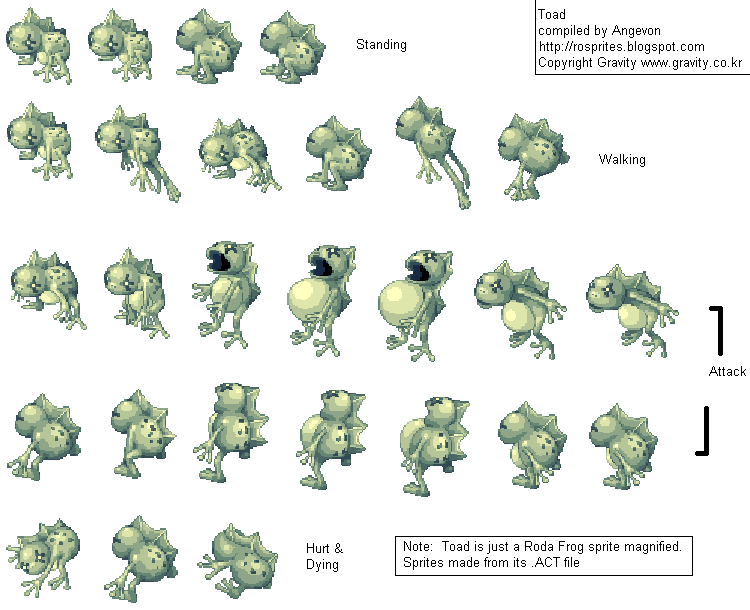 Toad
compiled by Angevon
http://rosprites.blogspot.com
Copyright Gravity www.gravity.co.kr
Standing
Walking
Attack
Hurt &
Dying
Note:  Toad is just a Roda Frog sprite magnified.
Sprites made from its .ACT file